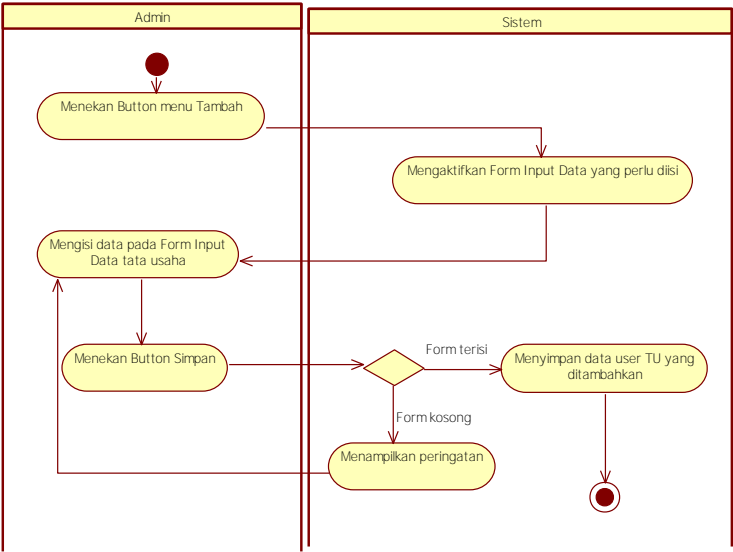 Admin
Sistem
Menekan Button menu Tambah
Mengaktifkan Form Input Data yang perlu diisi
Mengisi data pada Form Input
Data tata usaha
Menekan Button Simpan
Form terisi
Menyimpan data user TU yang
ditambahkan
Form kosong
Menampilkan peringatan